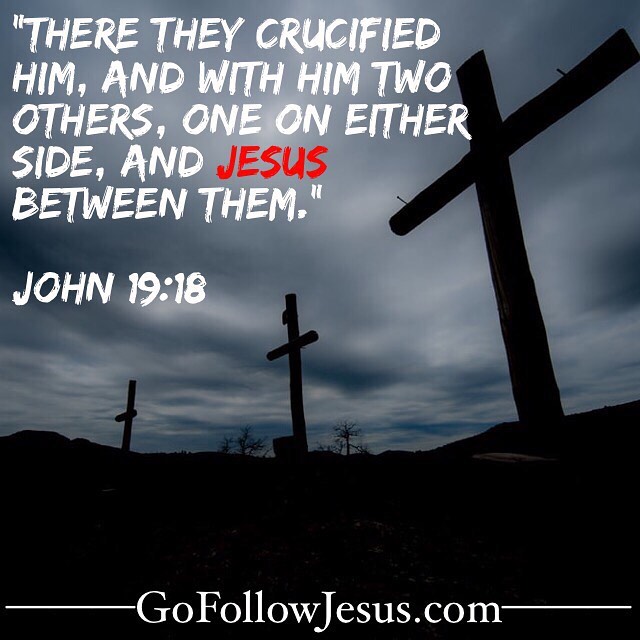 "THERE THEY CRUCIFIED
HIM, AND WITH HIM TWO
OTHERS, ONE ON EITHER
SIDE, AND JESUS
BETWEEN THEM."
JOHN 19:18
GoFollowJesus.com